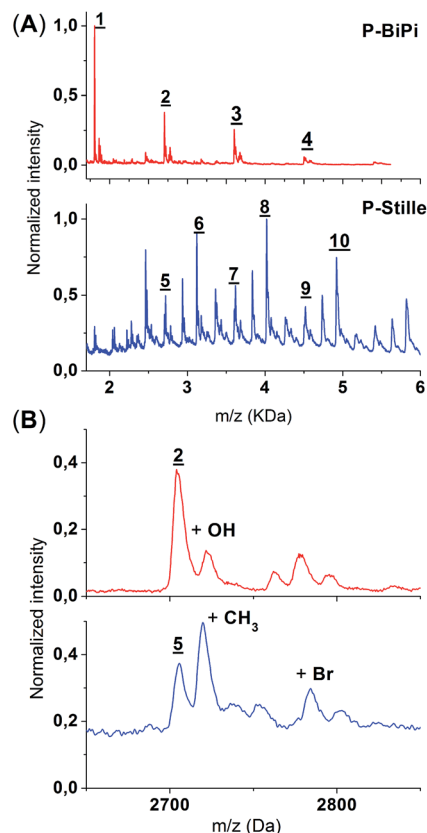 (A)
P-BiPi
1,0
0,5
0,0
1
2
3
4
Normalized intensity
P-Stille
1,0
0,5
0,0
5
6
7
8
9
10
2 3 4 5 6
m/z (KDa)
(B)
0,4
0,2
0,0
2
+ OH
Normalized intensity
0,4
0,2
0,0
5
+ CH3
+ Br
2700 2800
m/z (Da)